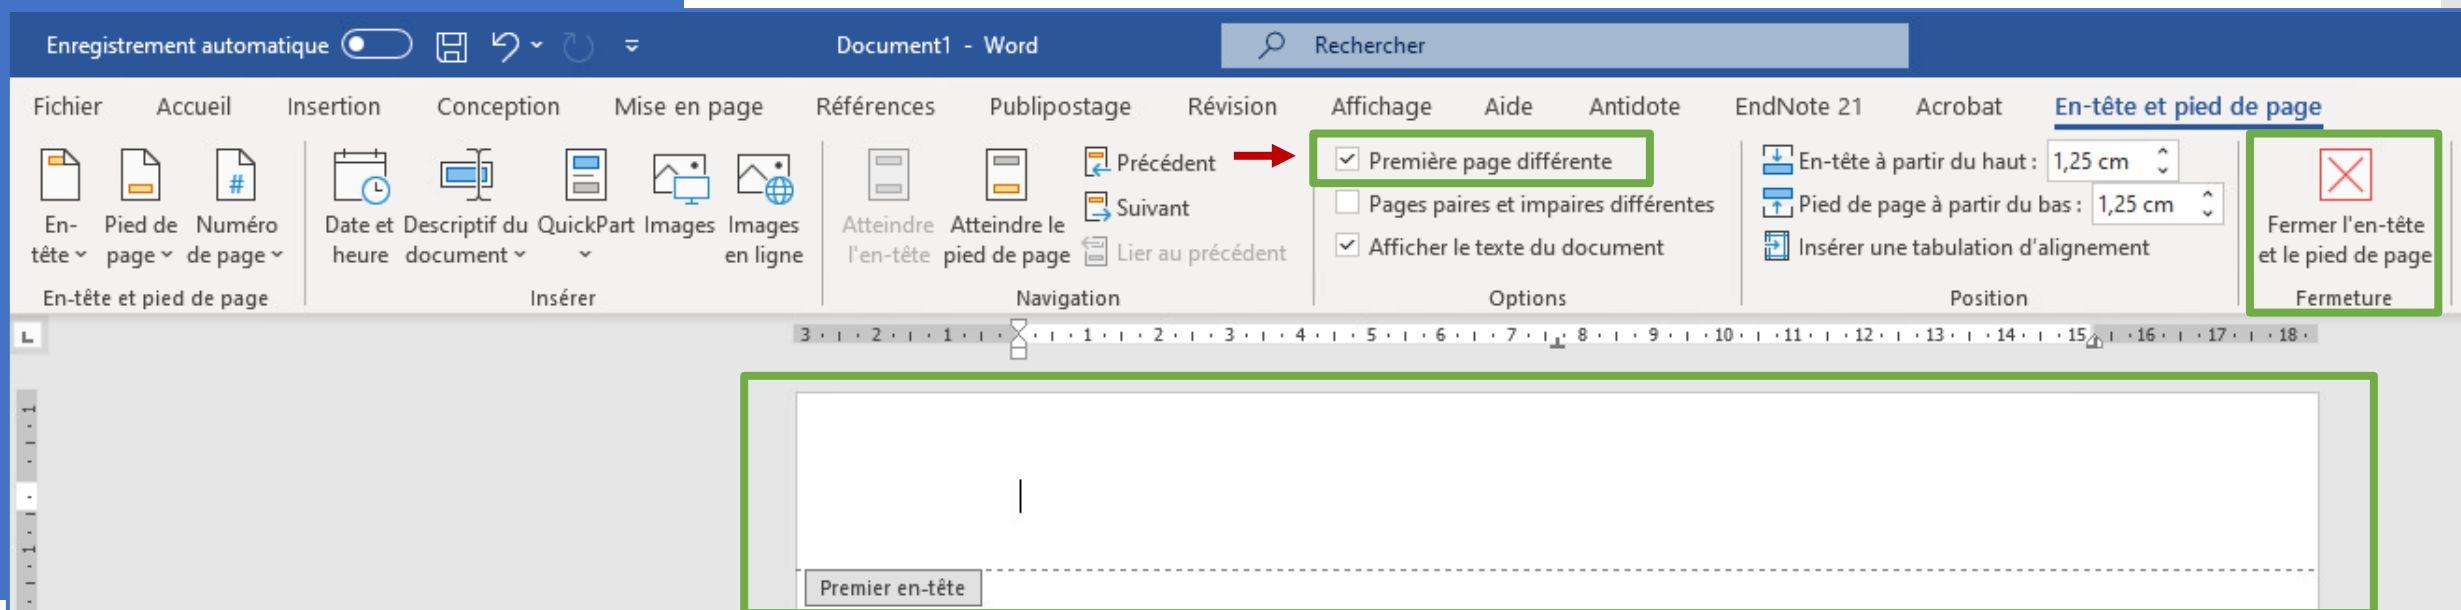 Enregistrement automatique
Document1 - Word
Rechercher
Fichier Accueil Insertion Conception Mise en page Références Publipostage Révision Affichage Aide Antidote EndNote 21 Acrobat En-tête et pied de page
En-
tête
Pied de
page
Numéro
de page
En-tête et pied de page
Date et
heure
Descriptif du
document
QuickPart
Images
Images
en ligne
Insérer
Atteindre
l'en-tête
Atteindre le
pied de page
Précédent
Suivant
Lier au précédent
Navigation
Première page différente
Pages paires et impaires différentes
Afficher le texte du document
Options
En-tête à partir du haut : 1,25 cm
Pied de page à partir du bas : 1,25 cm
Insérer une tabulation d'alignement
Position
Fermer l'en-tête
et le pied de page
Fermeture
L
3 2 1 1 2 3 4 5 6 7 8 9 10 11 12 13 14 15 16 17 18
1
1
Premier en-tête